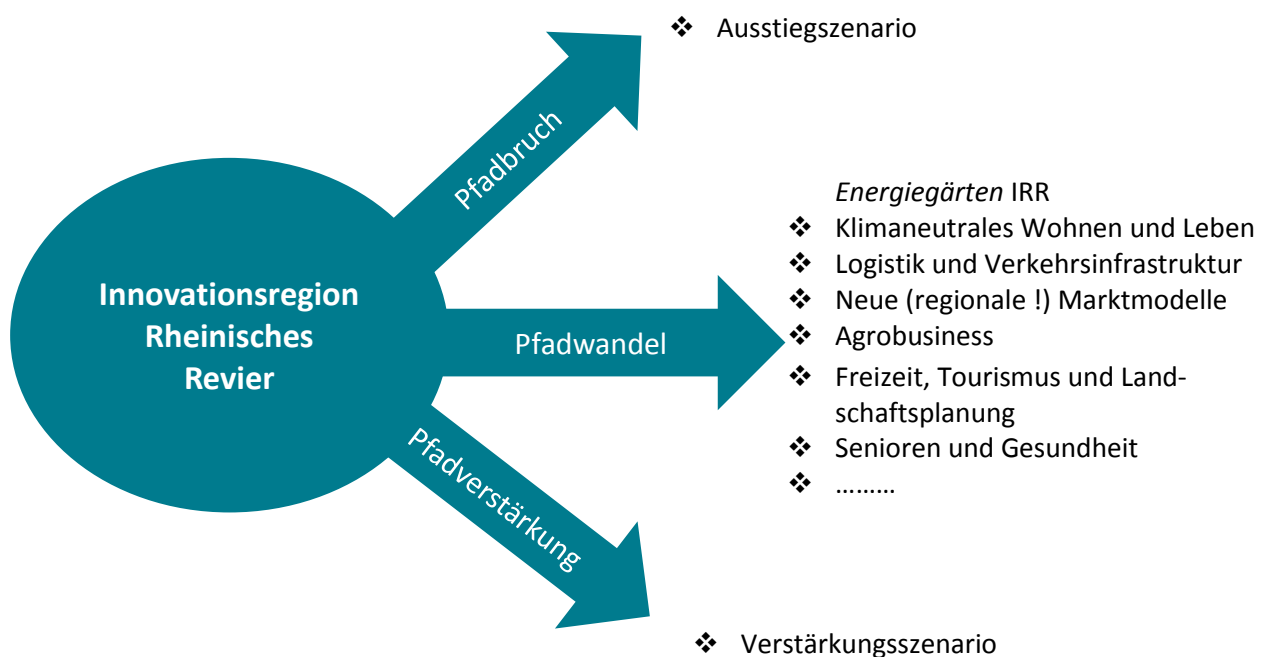 ❖ Ausstiegszenario
Pfadbruch
Innovationsregion
Rheinisches
Revier
Pfadwandel
Energiegärten IRR
❖ Klimaneutrales Wohnen und Leben
❖ Logistik und Verkehrsinfrastruktur
❖ Neue (regionale !) Marktmodelle
❖ Agrobusiness
❖ Freizeit, Tourismus und Land-
schaftsplanung
❖ Senioren und Gesundheit
❖ ………
Pfadverstärkung
❖ Verstärkungsszenario